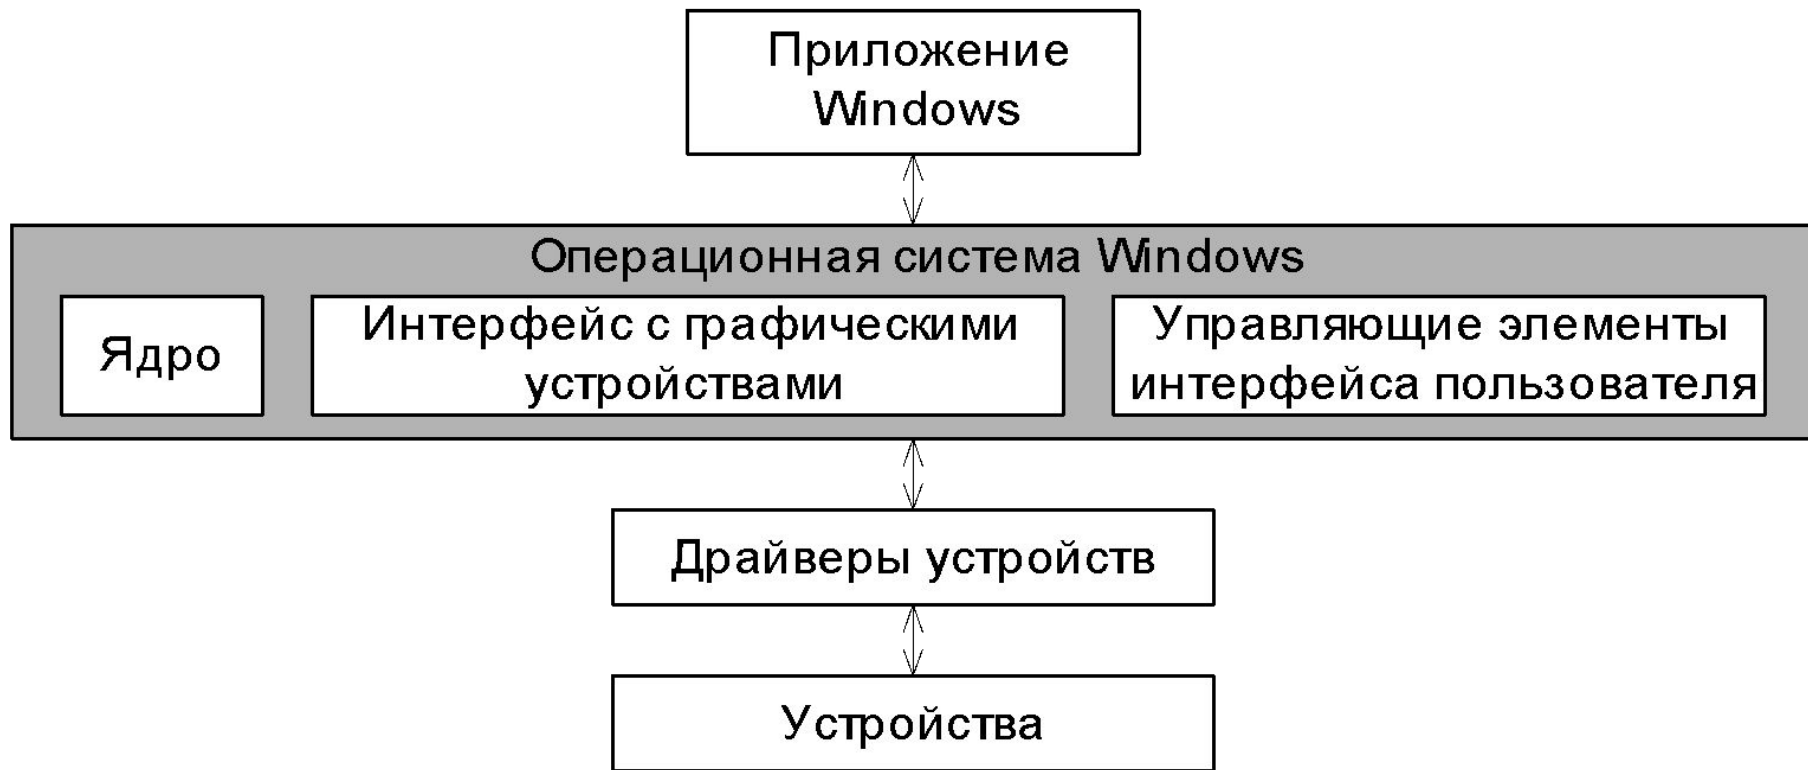 Приложение
Windows
Операционная система Windows
Ядро
Интерфейс с графическими
устройствами
Управляющие элементы
интерфейса пользователя
Драйверы устройств
Устройства